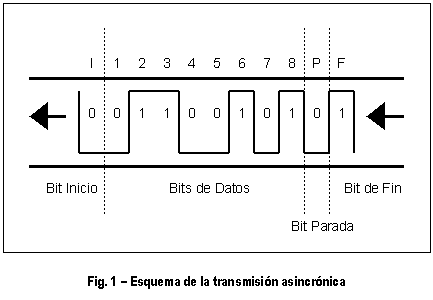 I 1 2 3 4 5 6 7 8 P F
0 0 1 1 0 0 1 0 1 0 1
Bit Inicio Bits de Datos Bit de Fin
Bit Parada
Fig. 1 – Esquema de la transmisión asincrónica